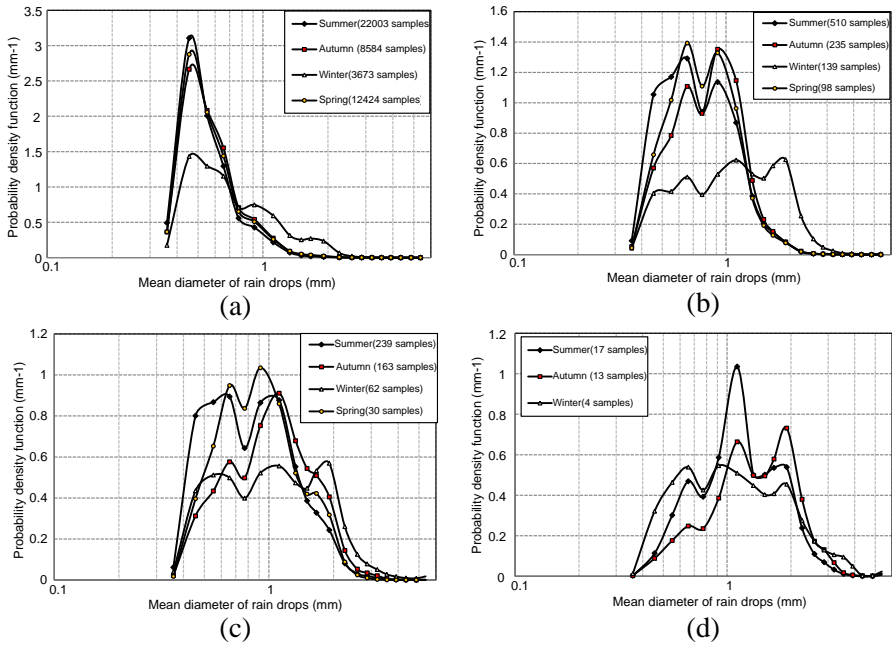 3.5
3
2.5
2
1.5
1
0.5
0
Probability density function (mm-1)
Summer(22003 samples)
Autumn (8584 samples)
Winter(3673 samples)
Spring(12424 samples)
0.1
1
Mean diameter of rain drops (mm)
(a)
1.6
1.4
1.2
1
0.8
0.6
0.4
0.2
0
Probability density function (mm-1)
Summer(510 samples)
Autumn (235 samples)
Winter(139 samples)
Spring(98 samples)
0.1
1
Mean diameter of rain drops (mm)
(b)
1.2
1
0.8
0.6
0.4
0.2
0
Probability density function (mm-1)
Summer(239 samples)
Autumn (163 samples)
Winter(62 samples)
Spring(30 samples)
0.1
1
Mean diameter of rain drops (mm)
(c)
1.2
1
0.8
0.6
0.4
0.2
0
Probability density function (mm-1)
Summer(17 samples)
Autumn (13 samples)
Winter(4 samples)
0.1
1
Mean diameter of rain drops (mm)
(d)